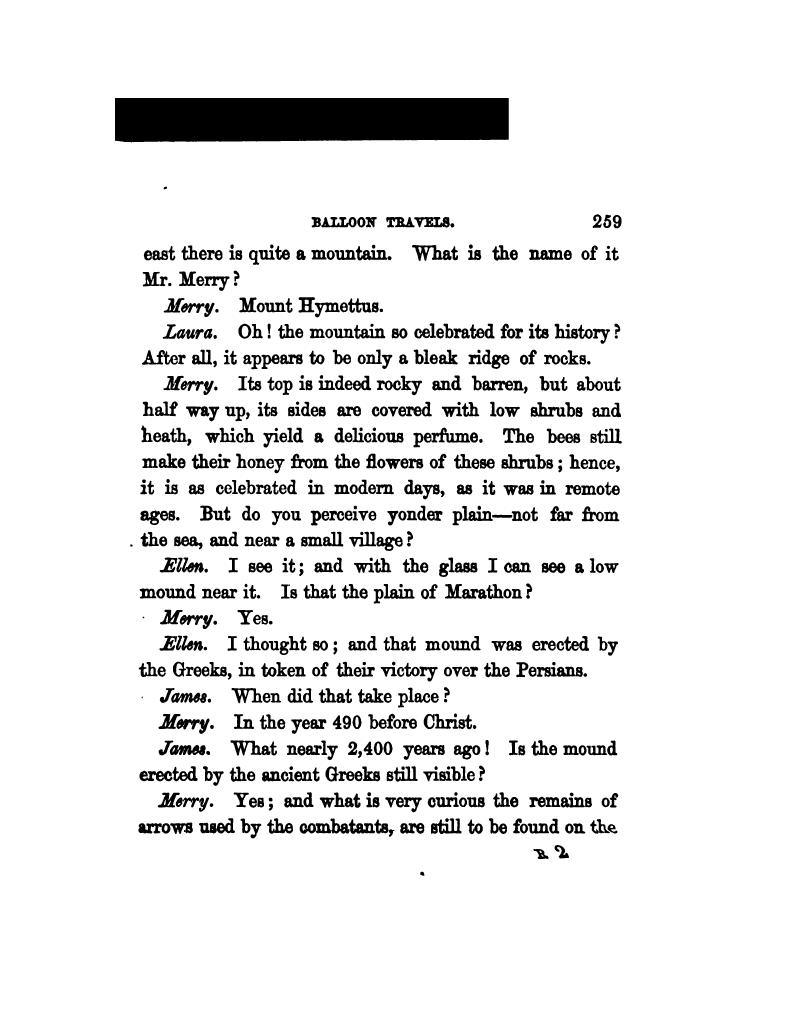 BALLOON TRAVELS. 259
east there is quite a mountain. What is the name of it
Mr. Merry?
Merry. Mount Hymettus.
Laura. Oh! the mountain so celebrated for its history?
After all, it appears to be only a bleak ridge of rocks.
Merry. Its top is indeed rocky and barren, but about
half way up, its sides are covered with low shrubs and
heath, which yield a delicious perfume. The bees still
make their honey from the flowers of these shrubs; hence,
it is as celebrated in modern days, as it was in remote
ages. But do you perceive yonder plain—not far from
the sea, and near a small village?
Ellen. I see it; and with the glass I can see a low
mound near it. Is that the plain of Marathon?
Merry. Yes.
Ellen. I thought so; and that mound was erected by
the Greeks, in token of their victory over the Persians.
James. When did that take place?
Merry. In the year 490 before Christ.
James. What nearly 2,400 years ago! Is the mound
erected by the ancient Greeks still visible?
Merry. Yes; and what is very curious the remains of
arrows used by the combatants, are still to be found on the
R 2